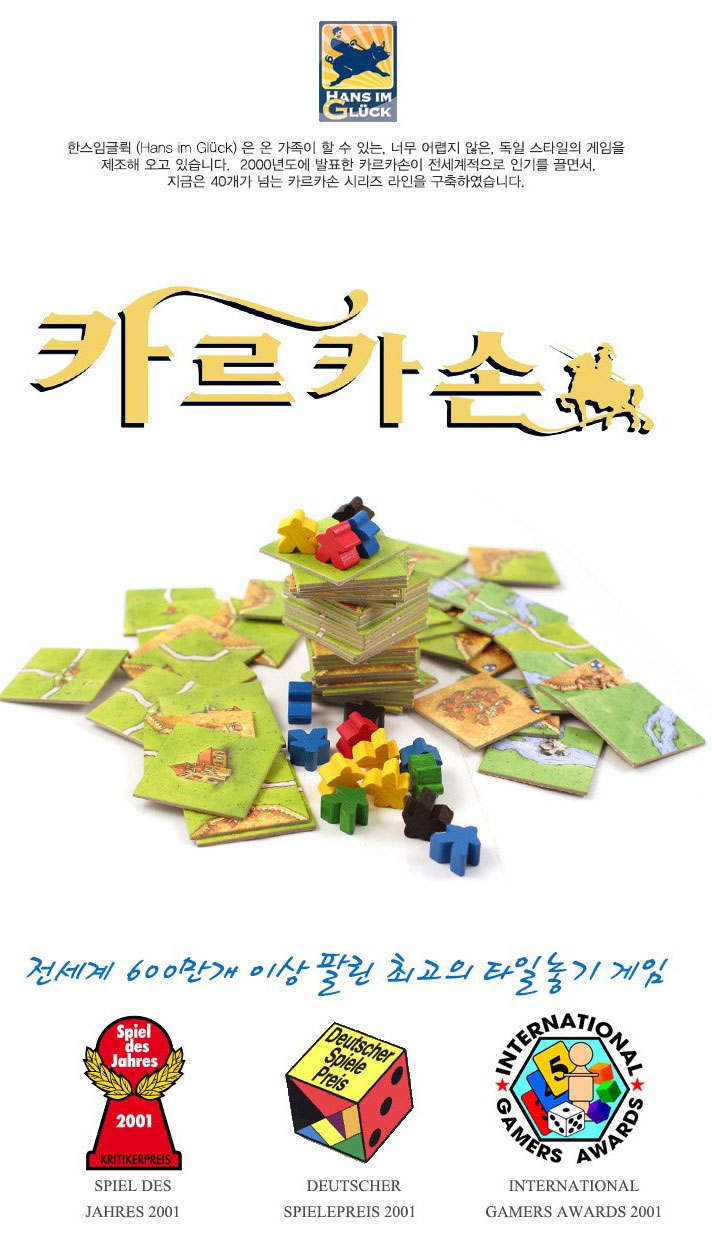 HANS IM
GLÜCK
한스임글뤽 (Hans im Glück) 은 온 가족이 할 수 있는, 너무 어렵지 않은, 독일 스타일의 게임을
제조해 오고 있습니다. 2000년도에 발표한 카르카손이 전세계적으로 인기를 끌면서,
지금은 40개가 넘는 카르카손 시리즈 라인을 구축하였습니다.
카르카손
전세계 600만개 이상 팔린 최고의 타일놓기 게임
Spiel
des
Jahres
2001
KRITIKERPREIS
Deutscher
Spiele
Preis
INTERNATIONAL
GAMERS AWARDS
5
SPIEL DES
JAHRES 2001
DEUTSCHER
SPIELEPREIS 2001
INTERNATIONAL
GAMERS AWARDS 2001